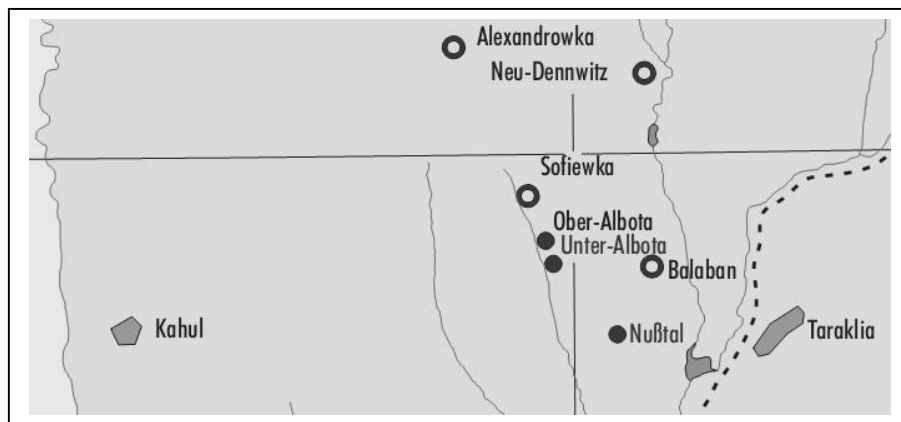 Alexandrowka
Neu-Dennwitz
Sofiewka
Ober-Albota
Unter-Albota
Balaban
Kahul
Nußtal
Taraklia